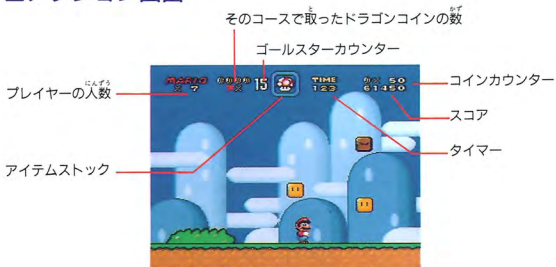 そのコースで取ったドラゴンコインの数
ゴールスターカウンター
プレイヤーの人数
コインカウンター
スコア
タイマー
アイテムストック
MARIO
× 7
15
TIME
123
× 50
61450